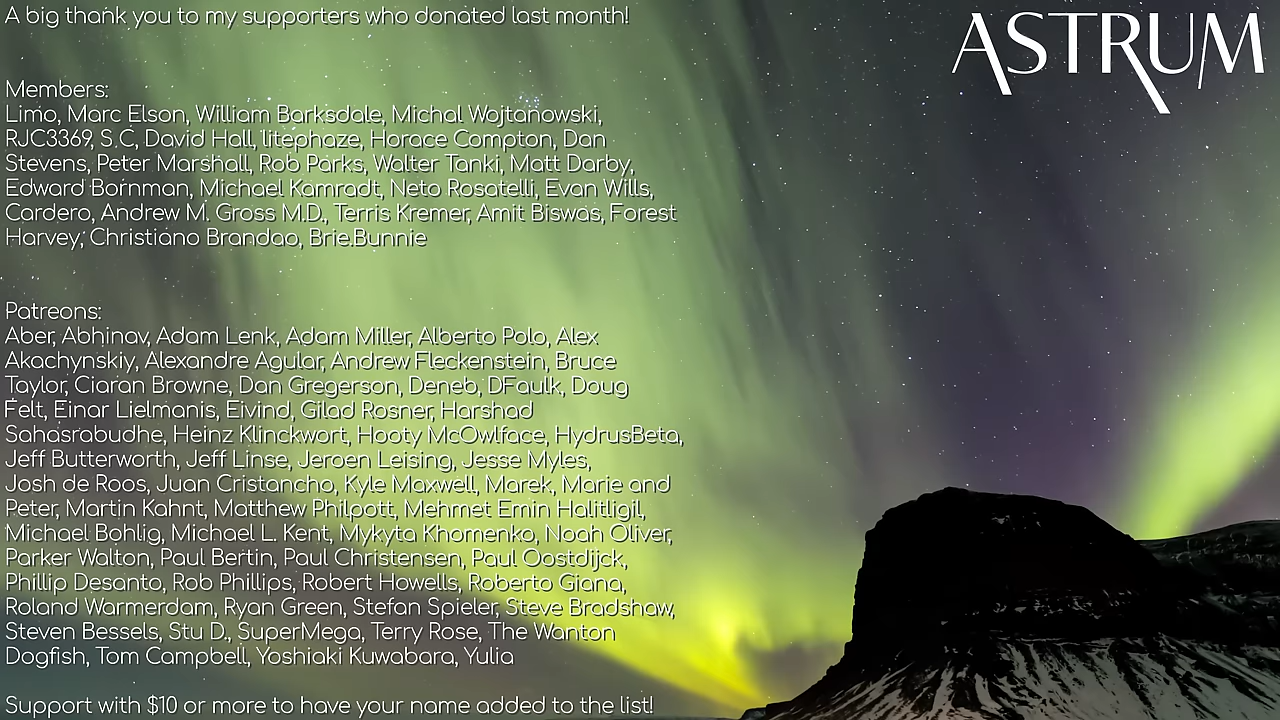 A big thank you to my supporters who donated last month!
ASTRUM
Members:
Limo, Marc Elson, William Barksdale, Michal Wojtanowski,
RJC3369, S.C, David Hall, litephaze, Horace Compton, Dan
Stevens, Peter Marshall, Rob Parks, Walter Tanki, Matt Darby,
Edward Bornman, Michael Kamradt, Neto Rosatelli, Evan Wills,
Cardero, Andrew M. Gross M.D., Terris Kremer, Amit Biswas, Forest
Harvey, Christiano Brandao, Brie.Bunnie
Patreons:
Aber, Abhinav, Adam Lenk, Adam Miller, Alberto Polo, Alex
Akachynskiy, Alexandre Agular, Andrew Fleckenstein, Bruce
Taylor, Ciaran Browne, Dan Gregerson, Deneb, DFaulk, Doug
Felt, Einar Lielmanis, Eivind, Gilad Rosner, Harshad
Sahasrabudhe, Heinz Klinckwort, Hooty McOwlface, HydrusBeta,
Jeff Butterworth, Jeff Linse, Jeroen Leising, Jesse Myles,
Josh de Roos, Juan Cristancho, Kyle Maxwell, Marek, Marie and
Peter, Martin Kahnt, Matthew Philpott, Mehmet Emin Halitligil,
Michael Bohlig, Michael L. Kent, Mykyta Khomenko, Noah Oliver,
Parker Walton, Paul Bertin, Paul Christensen, Paul Oostdijck,
Phillip Desanto, Rob Phillips, Robert Howells, Roberto Giana,
Roland Warmerdam, Ryan Green, Stefan Spieler, Steve Bradshaw,
Steven Bessels, Stu D., SuperMega, Terry Rose, The Wanton
Dogfish, Tom Campbell, Yoshiaki Kuwabara, Yulia
Support with $10 or more to have your name added to the list!